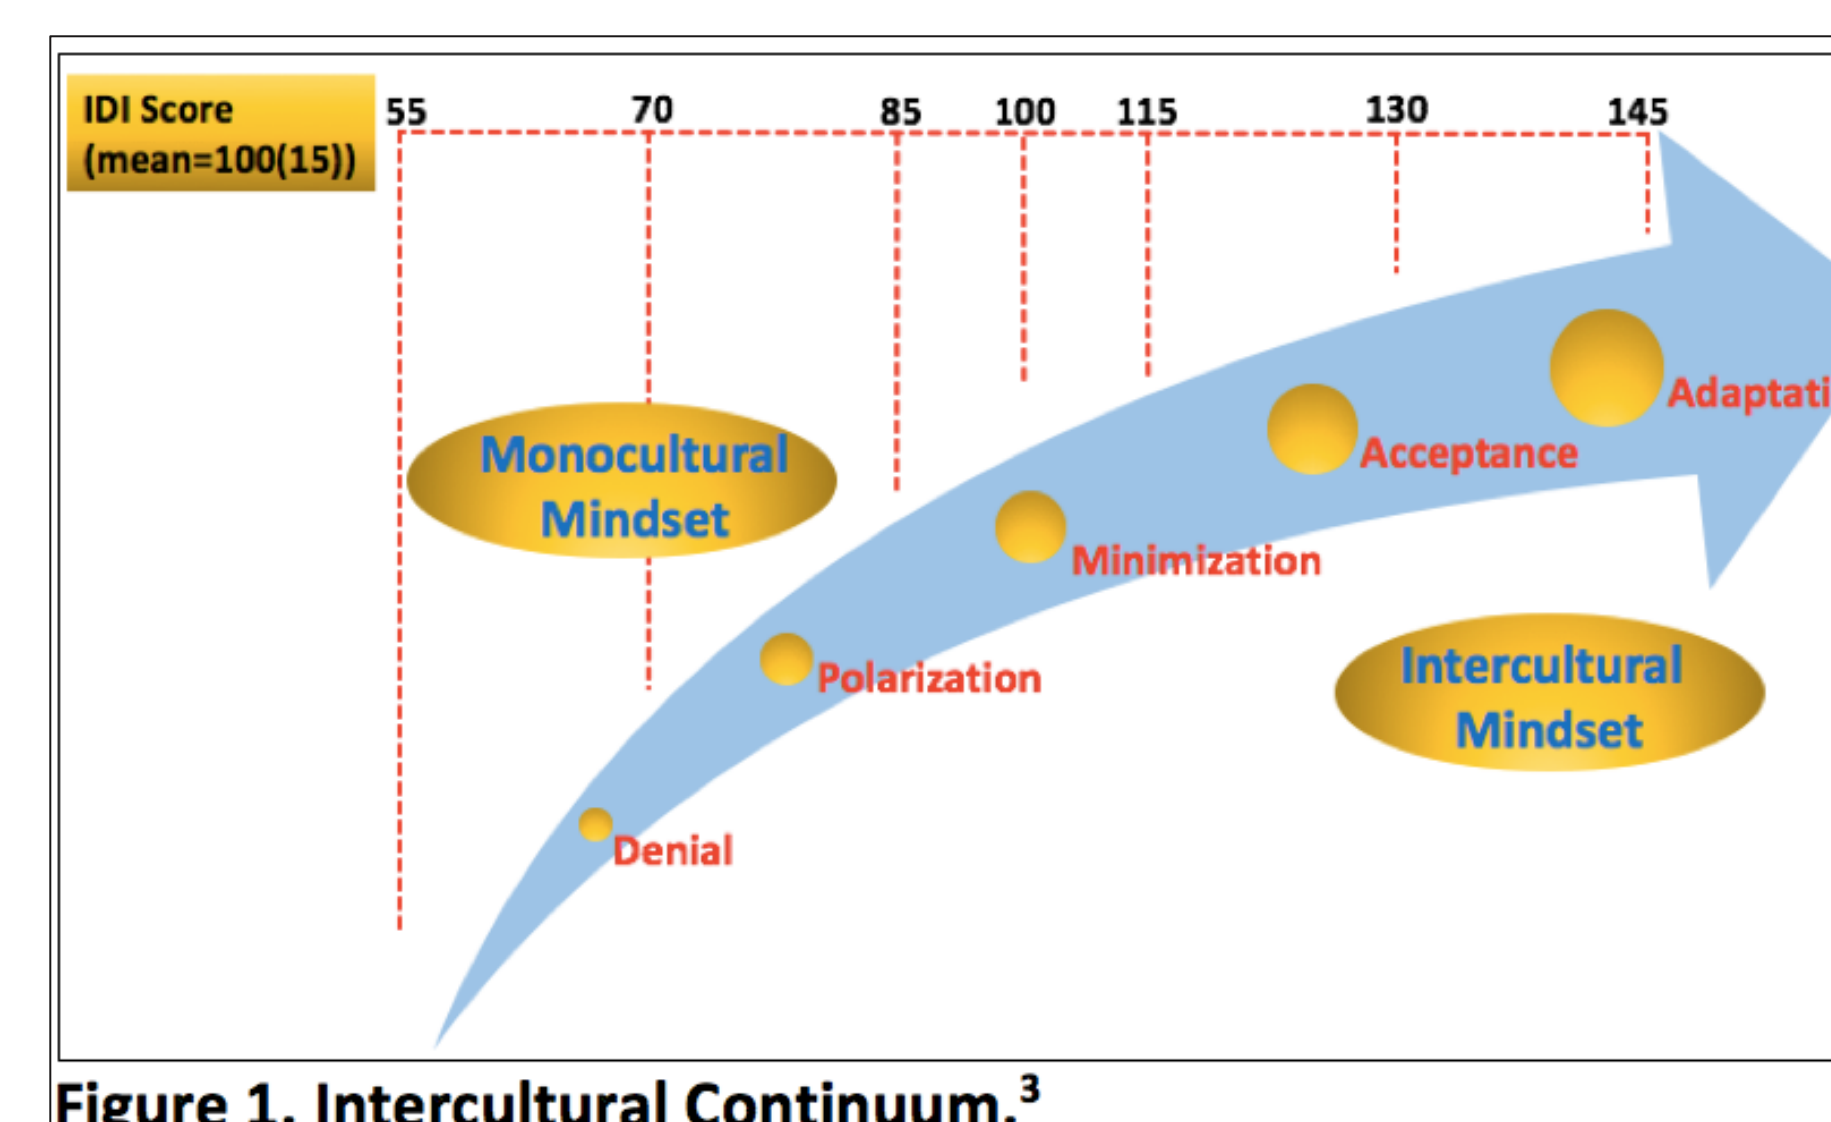 IDI Score
(mean=100(15))
55 70 85 100 115 130 145
Adaptati
Acceptance
Monocultural
Mindset
Minimization
Polarization
Intercultural
Mindset
Denial
Figure 1. Intercultural Continuum.³